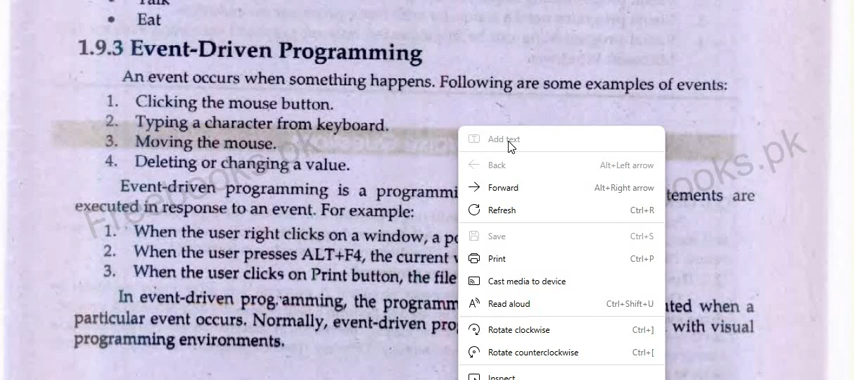 Talk
• Eat
1.9.3 Event-Driven Programming
An event occurs when something happens. Following are some examples of events:
1. Clicking the mouse button.
2. Typing a character from keyboard.
3. Moving the mouse.
4. Deleting or changing a value.
Event-driven programming is a programmi
tements are
executed in response to an event. For example:
1. When the user right clicks on a window, a po
2. When the user presses ALT+F4, the current
3. When the user clicks on Print button, the file
In event-driven programming, the programm
ted when a
particular event occurs. Normally, event-driven pro
with visual
programming environments.
Add text
Back Alt+Left arrow
Forward Alt+Right arrow
Refresh Ctrl+R
Save Ctrl+S
Print Ctrl+P
Cast media to device
Read aloud Ctrl+Shift+U
Rotate clockwise Ctrl+]
Rotate counterclockwise Ctrl+[
Inspect
ooks.pk